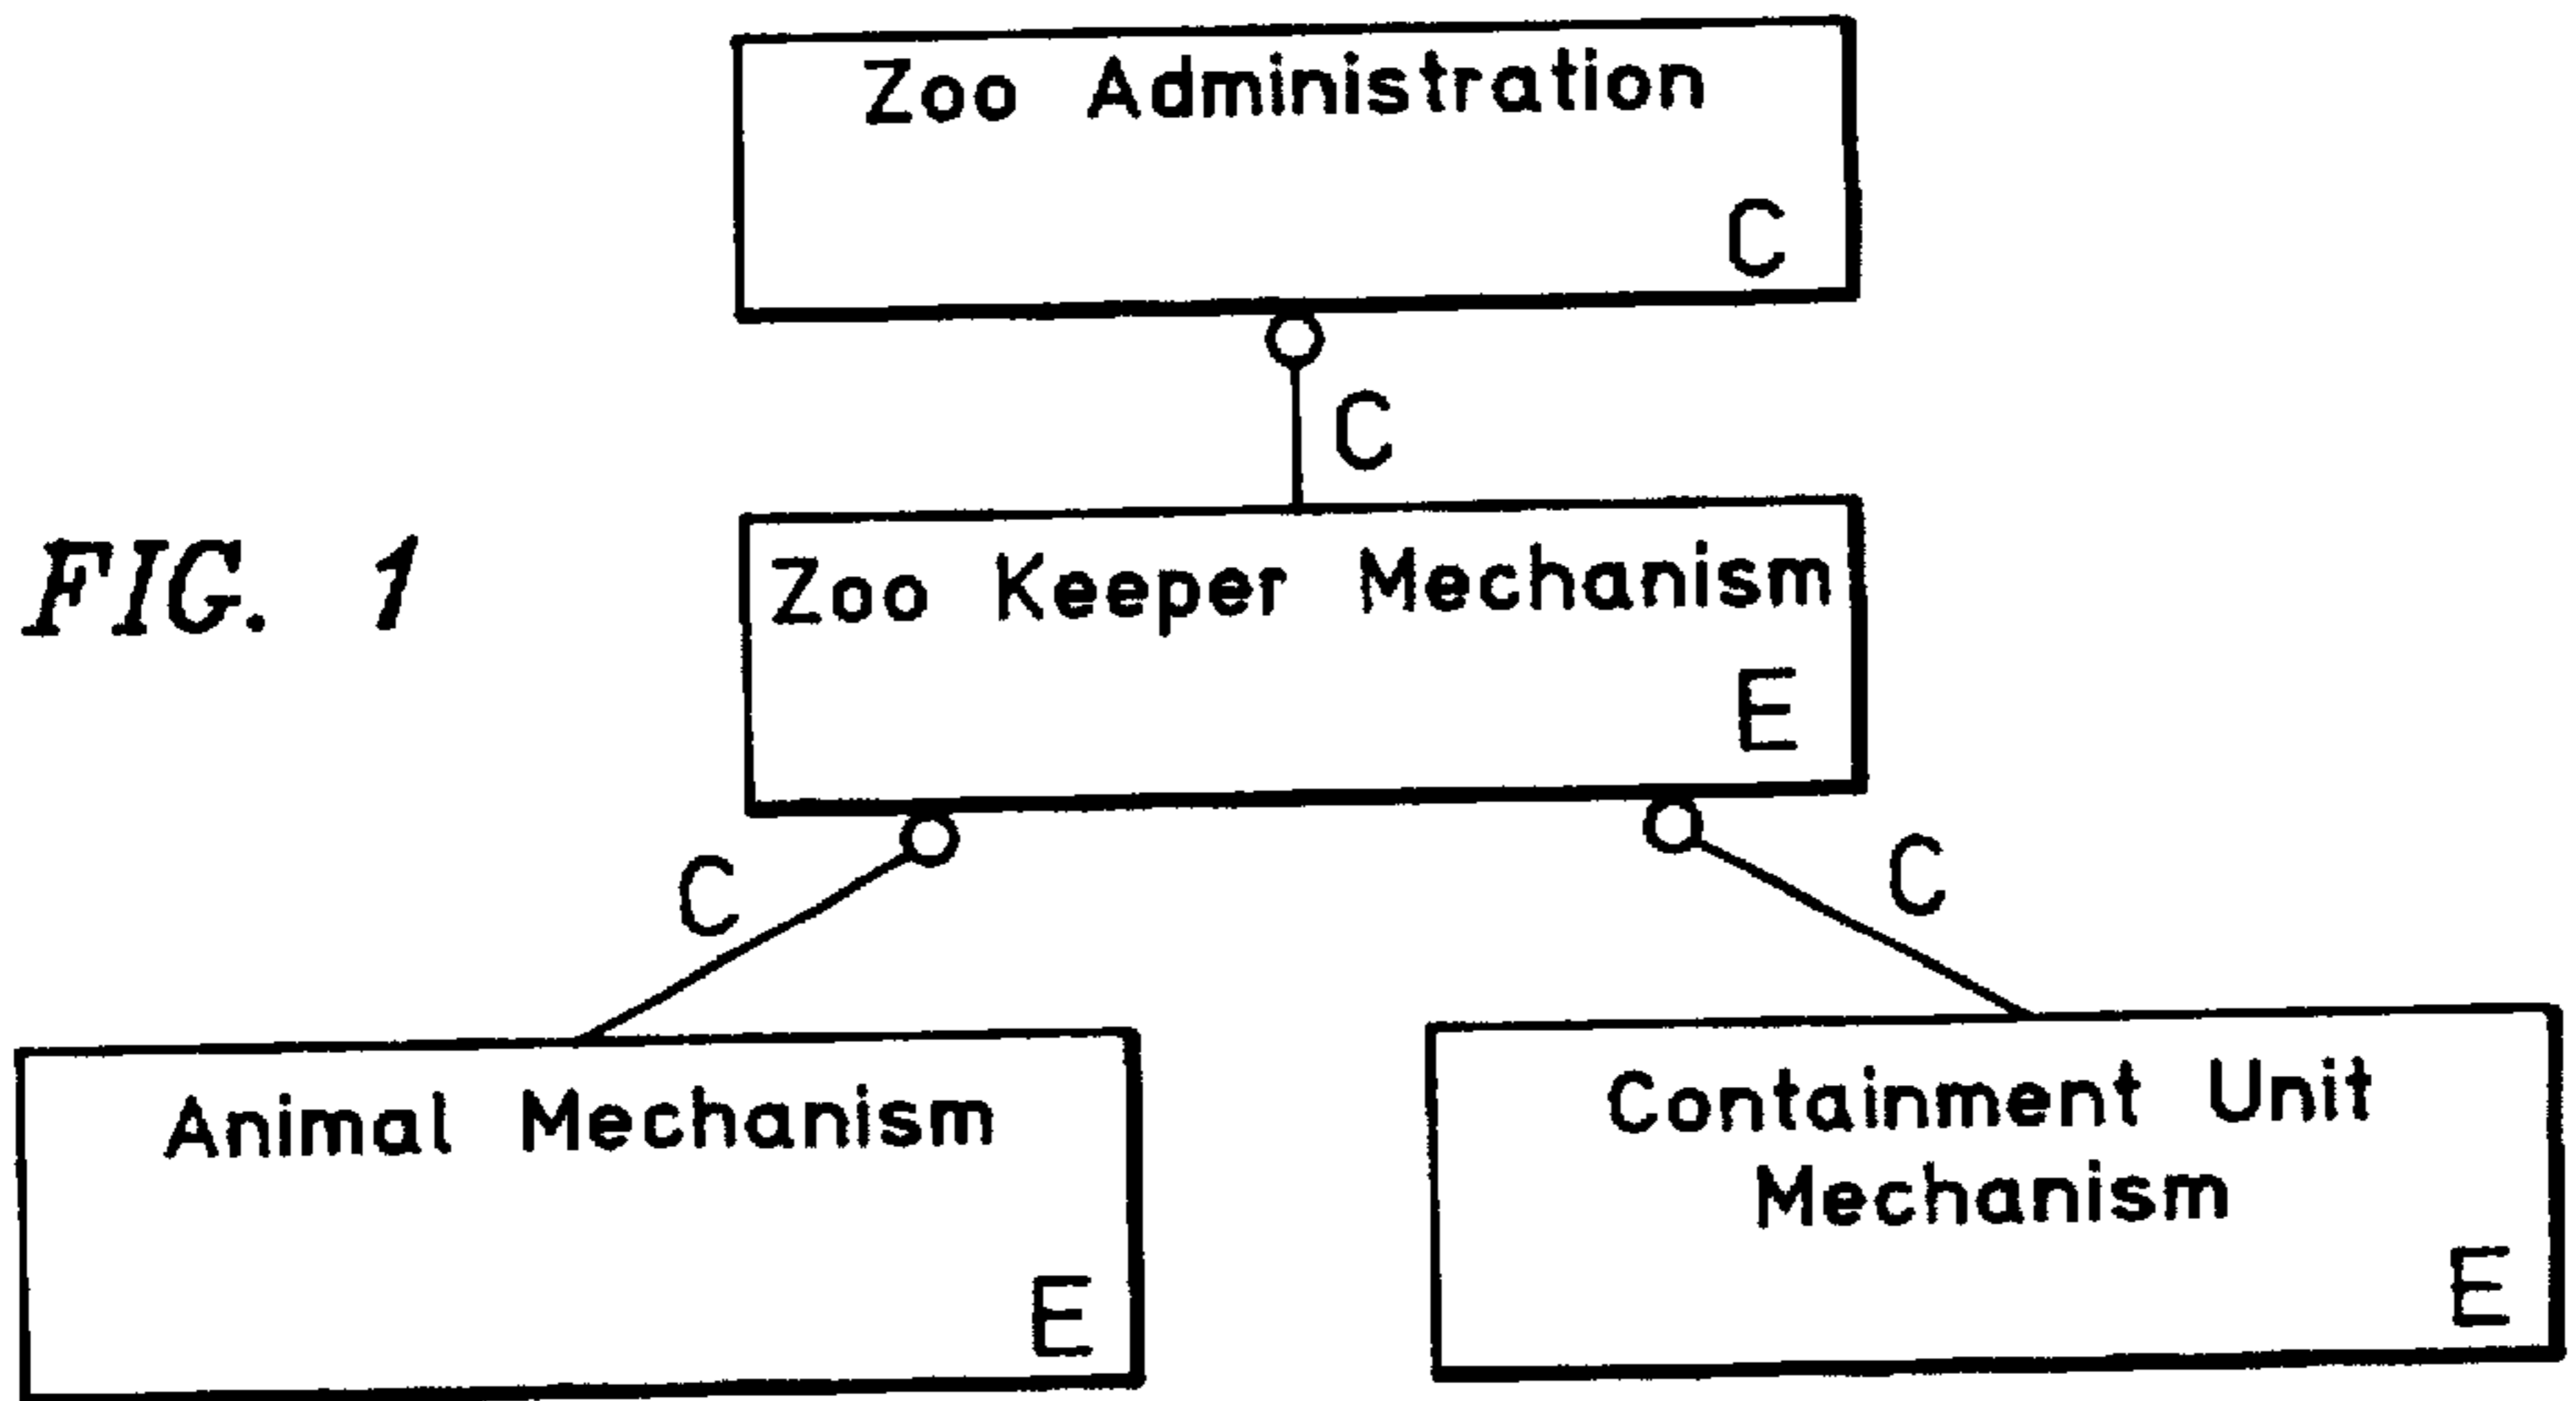 Zoo Administration
C
C
FIG. 1
Zoo Keeper Mechanism
E
C
C
Animal Mechanism
E
Containment Unit
Mechanism
E